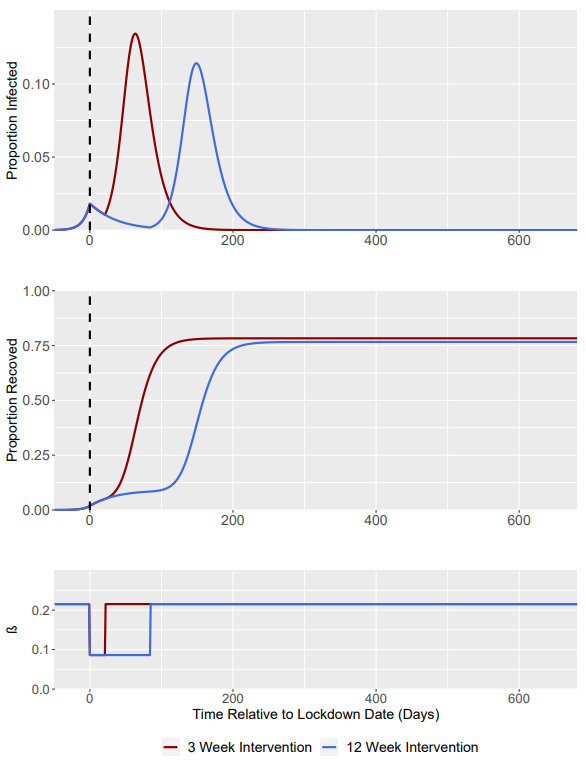 Proportion Infected
0.10
0.05
0.00
0 200 400 600
Proportion Recoved
1.00
0.75
0.50
0.25
0.00
0 200 400 600
ß
0.2
0.1
0.0
0 200 400 600
Time Relative to Lockdown Date (Days)
3 Week Intervention 12 Week Intervention